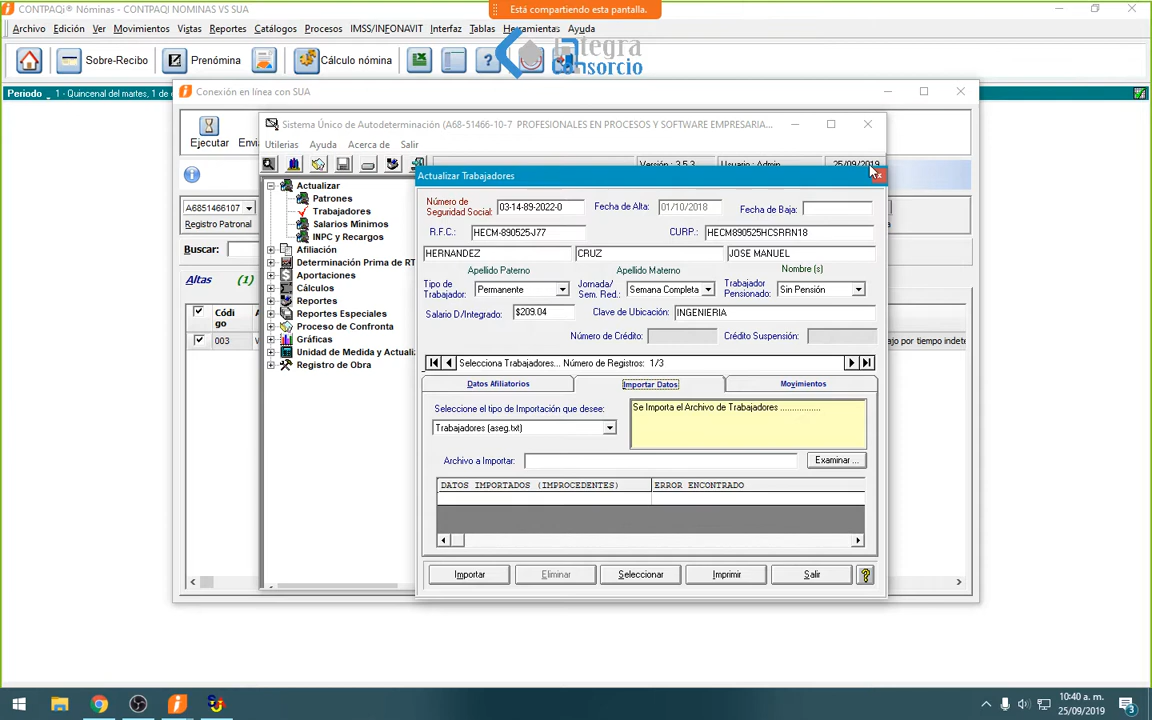 CONTPAQi® Nóminas - CONTPAQI NOMINAS VS SUA
Está compartiendo esta pantalla.
Archivo Edición Ver Movimientos Vistas Reportes Catálogos Procesos IMSS/INFONAVIT Interfaz Tablas Herramientas Ayuda
Sobre-Recibo Prenómina Cálculo nómina
Integra
Consorcio
Periodo 1 - Quincenal del martes, 1 de
Conexión en línea con SUA
Ejecutar
Sistema Único de Autodeterminación (A68-51466-10-7 PROFESIONALES EN PROCESOS Y SOFTWARE EMPRESARIA...
Utilerias Ayuda Acerca de Salir
Versión : 3.5.3 Usuario : Admin 25/09/2019
A6851466107
Registro Patronal
Buscar:
Altas (1)
Códi
go
003
ajo por tiempo indete
Actualizar
Patrones
Trabajadores
Salarios Mínimos
INPC y Recargos
Afiliación
Determinación Prima de RT
Aportaciones
Cálculos
Reportes
Reportes Especiales
Proceso de Confronta
Gráficas
Unidad de Medida y Actualiz
Registro de Obra
Actualizar Trabajadores
Número de
Seguridad Social: 03-14-89-2022-0 Fecha de Alta: 01/10/2018 Fecha de Baja:
R.F.C.: HECM-890525-J77 CURP.: HECM890525HCSRRN18
HERNANDEZ CRUZ JOSE MANUEL
Apellido Paterno Apellido Materno Nombre (s)
Tipo de
Trabajador: Permanente
Jornada/
Sem. Red.: Semana Completa
Trabajador
Pensionado: Sin Pensión
Salario D/Integrado: $209.04 Clave de Ubicación: INGENIERIA
Número de Crédito: Crédito Suspensión:
Selecciona Trabajadores... Número de Registros: 1/3
Datos Afiliatorios Importar Datos Movimientos
Seleccione el tipo de Importación que desee:
Trabajadores (aseg.txt)
Se Importa el Archivo de Trabajadores .................
Archivo a Importar: Examinar ...
DATOS IMPORTADOS (IMPROCEDENTES) ERROR ENCONTRADO
Importar Eliminar Seleccionar Imprimir Salir
10:40 a. m.
25/09/2019
3